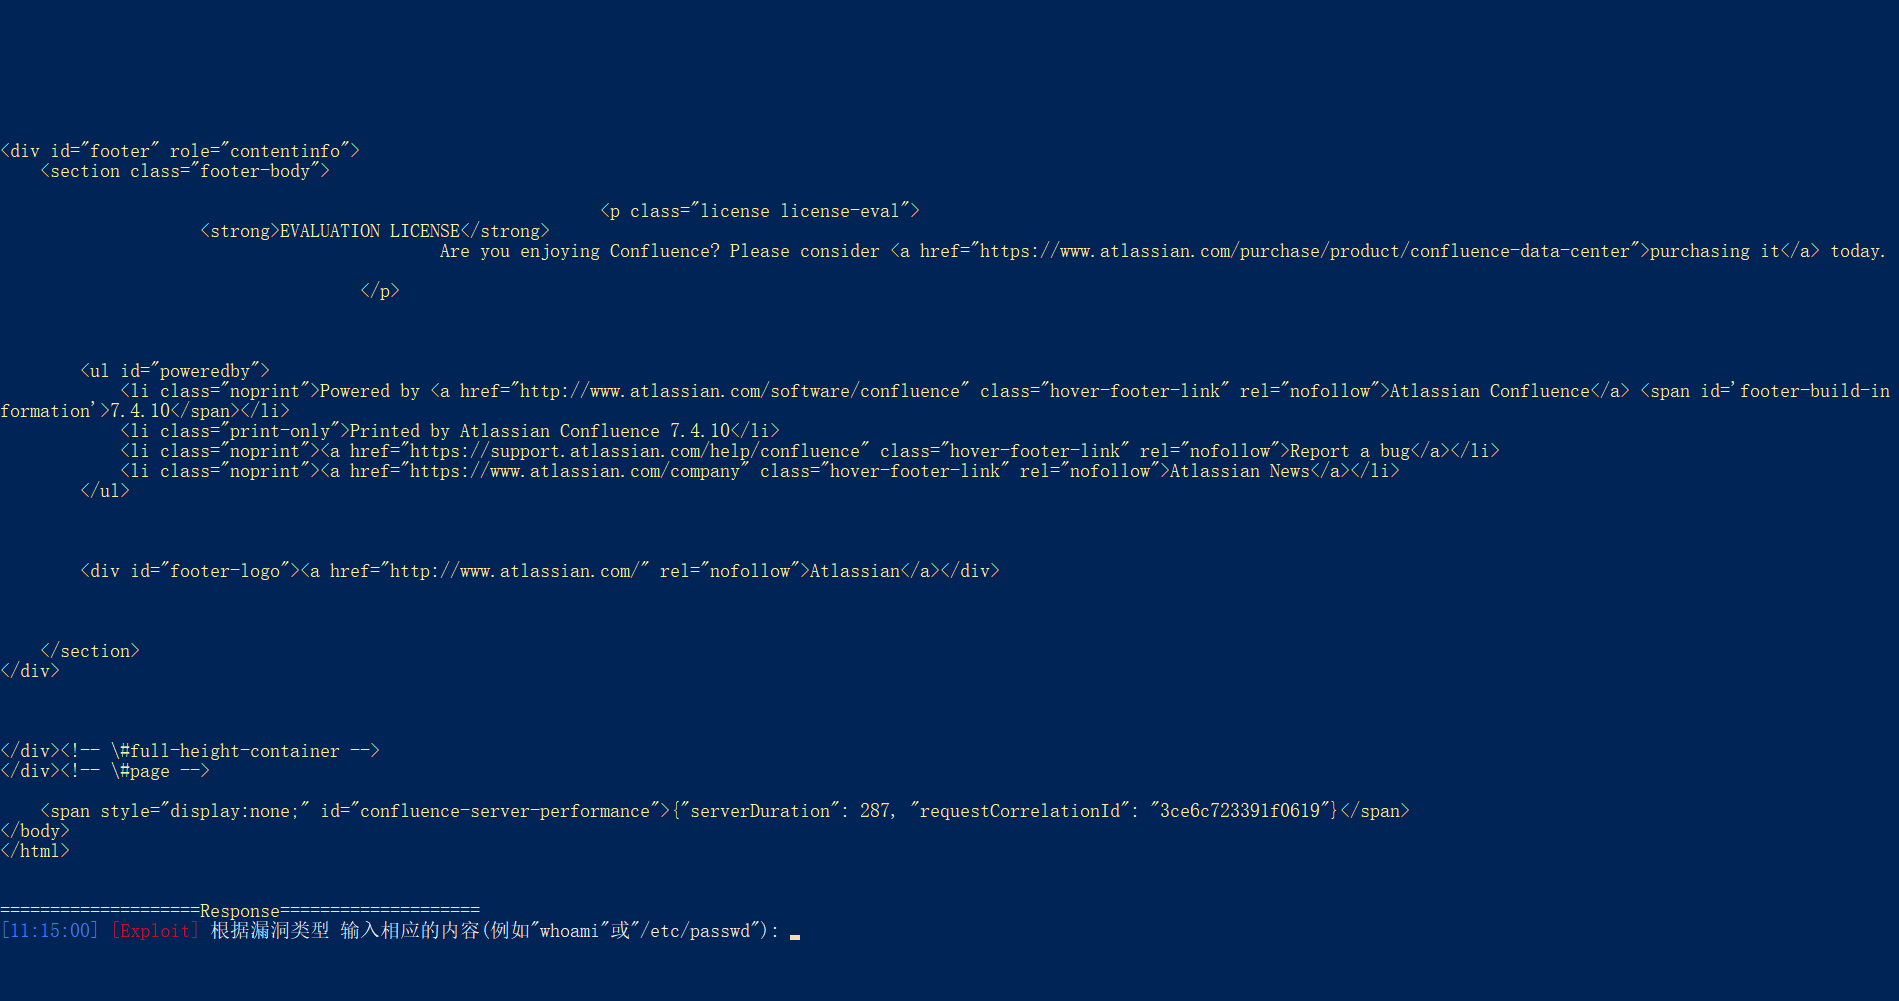 <div id="footer" role="contentinfo">
    <section class="footer-body">
                                                            <p class="license license-eval">
                    <strong>EVALUATION LICENSE</strong>
                                            Are you enjoying Confluence? Please consider <a href="https://www.atlassian.com/purchase/product/confluence-data-center">purchasing it</a> today.
                                    </p>
        <ul id="poweredby">
            <li class="noprint">Powered by <a href="http://www.atlassian.com/software/confluence" class="hover-footer-link" rel="nofollow">Atlassian Confluence</a> <span id='footer-build-in
formation'>7.4.10</span></li>
            <li class="print-only">Printed by Atlassian Confluence 7.4.10</li>
            <li class="noprint"><a href="https://support.atlassian.com/help/confluence" class="hover-footer-link" rel="nofollow">Report a bug</a></li>
            <li class="noprint"><a href="https://www.atlassian.com/company" class="hover-footer-link" rel="nofollow">Atlassian News</a></li>
        </ul>
        <div id="footer-logo"><a href="http://www.atlassian.com/" rel="nofollow">Atlassian</a></div>
    </section>
</div>
</div><!-- \#full-height-container -->
</div><!-- \#page -->
    <span style="display:none;" id="confluence-server-performance">{"serverDuration": 287, "requestCorrelationId": "3ce6c723391f0619"}</span>
</body>
</html>
====================Response====================
[11:15:00] [Exploit] 根据漏洞类型 输入相应的内容(例如"whoami"或"/etc/passwd"):